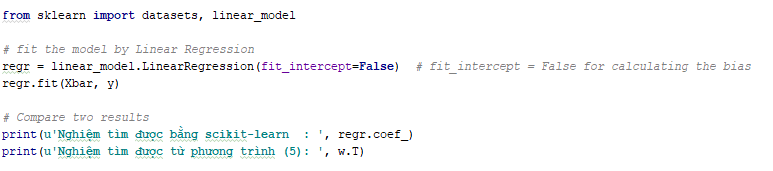 from sklearn import datasets, linear_model
# fit the model by Linear Regression
regr = linear_model.LinearRegression(fit_intercept=False)  # fit_intercept = False for calculating the bias
regr.fit(Xbar, y)
# Compare two results
print(u'Nghiệm tìm được bằng scikit-learn  : ', regr.coef_)
print(u'Nghiệm tìm được từ phương trình (5): ', w.T)